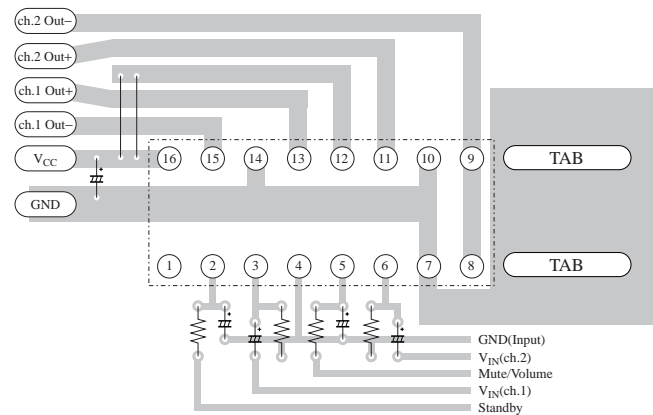 ch.2 Out–
ch.2 Out+
ch.1 Out+
ch.1 Out–
VCC
GND
16 15 14 13 12 11 10 9
TAB
1 2 3 4 5 6 7 8
TAB
+
+
+
+
+
GND(Input)
VIN(ch.2)
Mute/Volume
VIN(ch.1)
Standby